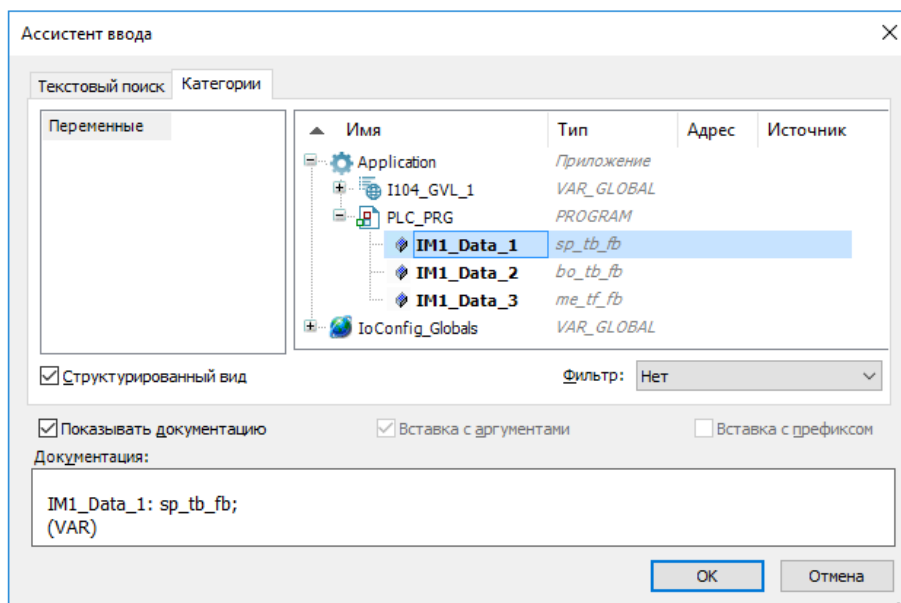 Ассистент ввода
Текстовый поиск Категории
Переменные
Имя Тип Адрес Источник
Application Приложение
I104_GVL_1 VAR_GLOBAL
PLC_PRG PROGRAM
IM1_Data_1 sp_tb_fb
IM1_Data_2 bo_tb_fb
IM1_Data_3 me_tf_fb
IoConfig_Globals VAR_GLOBAL
Структурированный вид Фильтр: Нет
Показывать документацию Вставка с аргументами Вставка с префиксом
Документация:
IM1_Data_1: sp_tb_fb;
(VAR)
OK Отмена